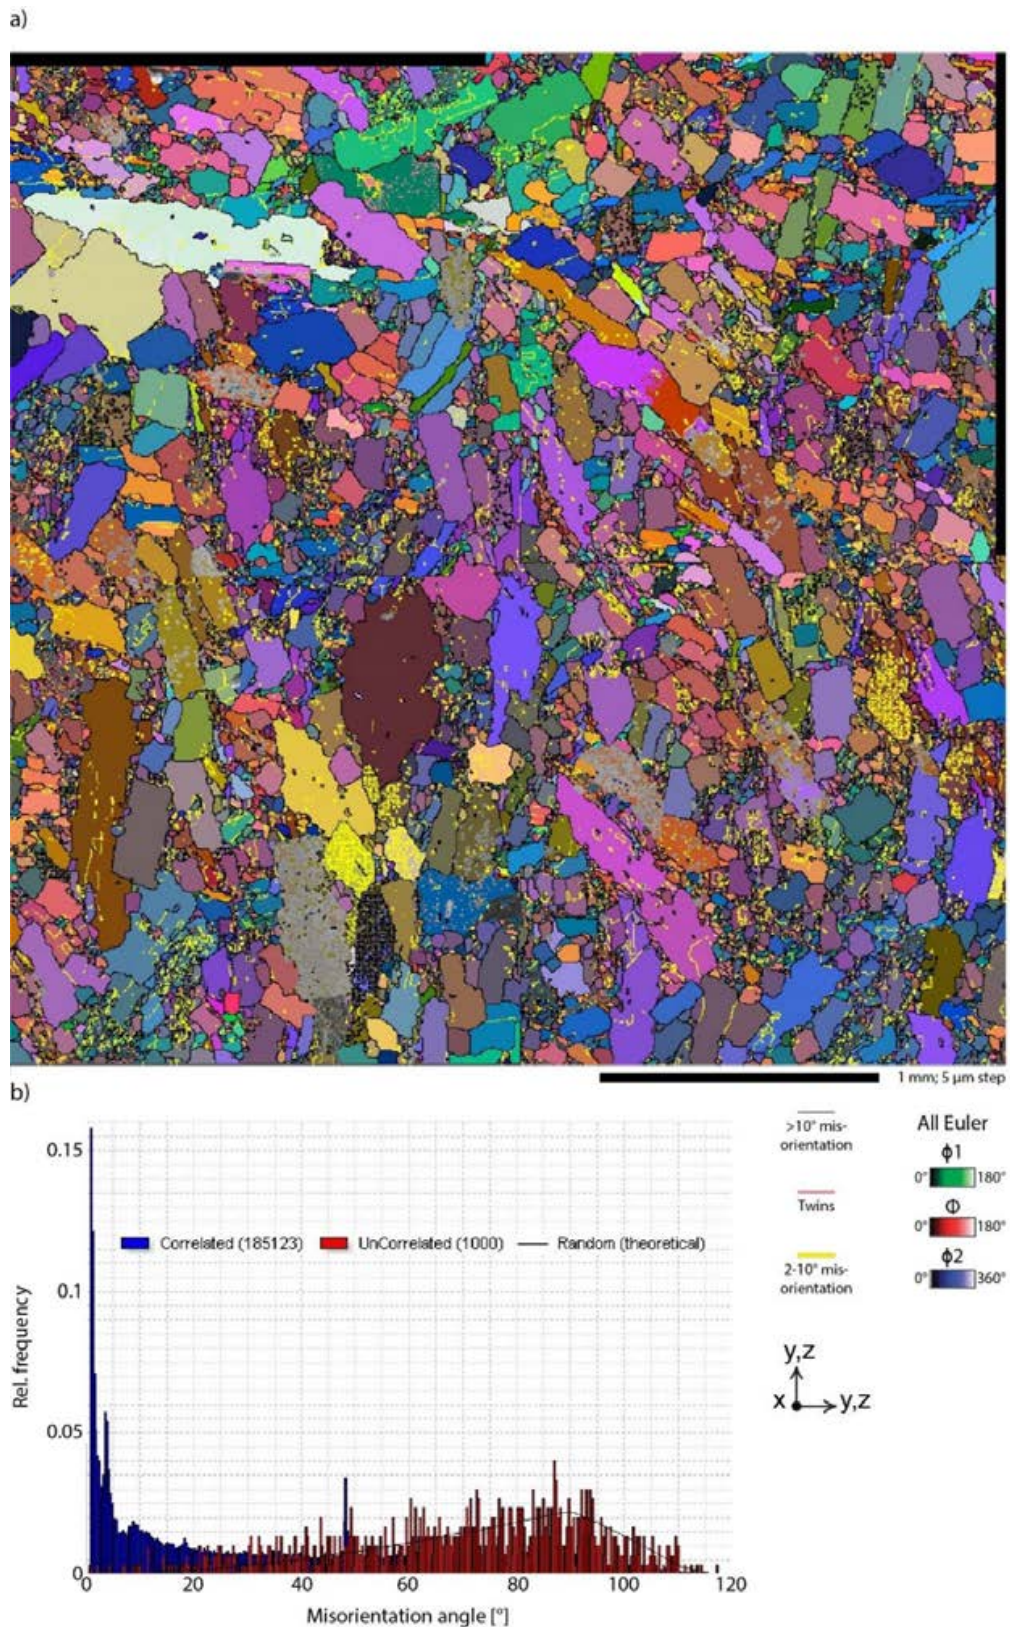 a)
1 mm; 5 µm step
b)
0.15
0.1
0.05
0
Rel. frequency
Correlated (185123) UnCorrelated (1000) Random (theoretical)
0 20 40 60 80 100 120
Misorientation angle [°]
>10° mis-
orientation
Twins
2-10° mis-
orientation
All Euler
ϕ1
0° 180°
Φ
0° 180°
ϕ2
0° 360°
y,z
x y,z